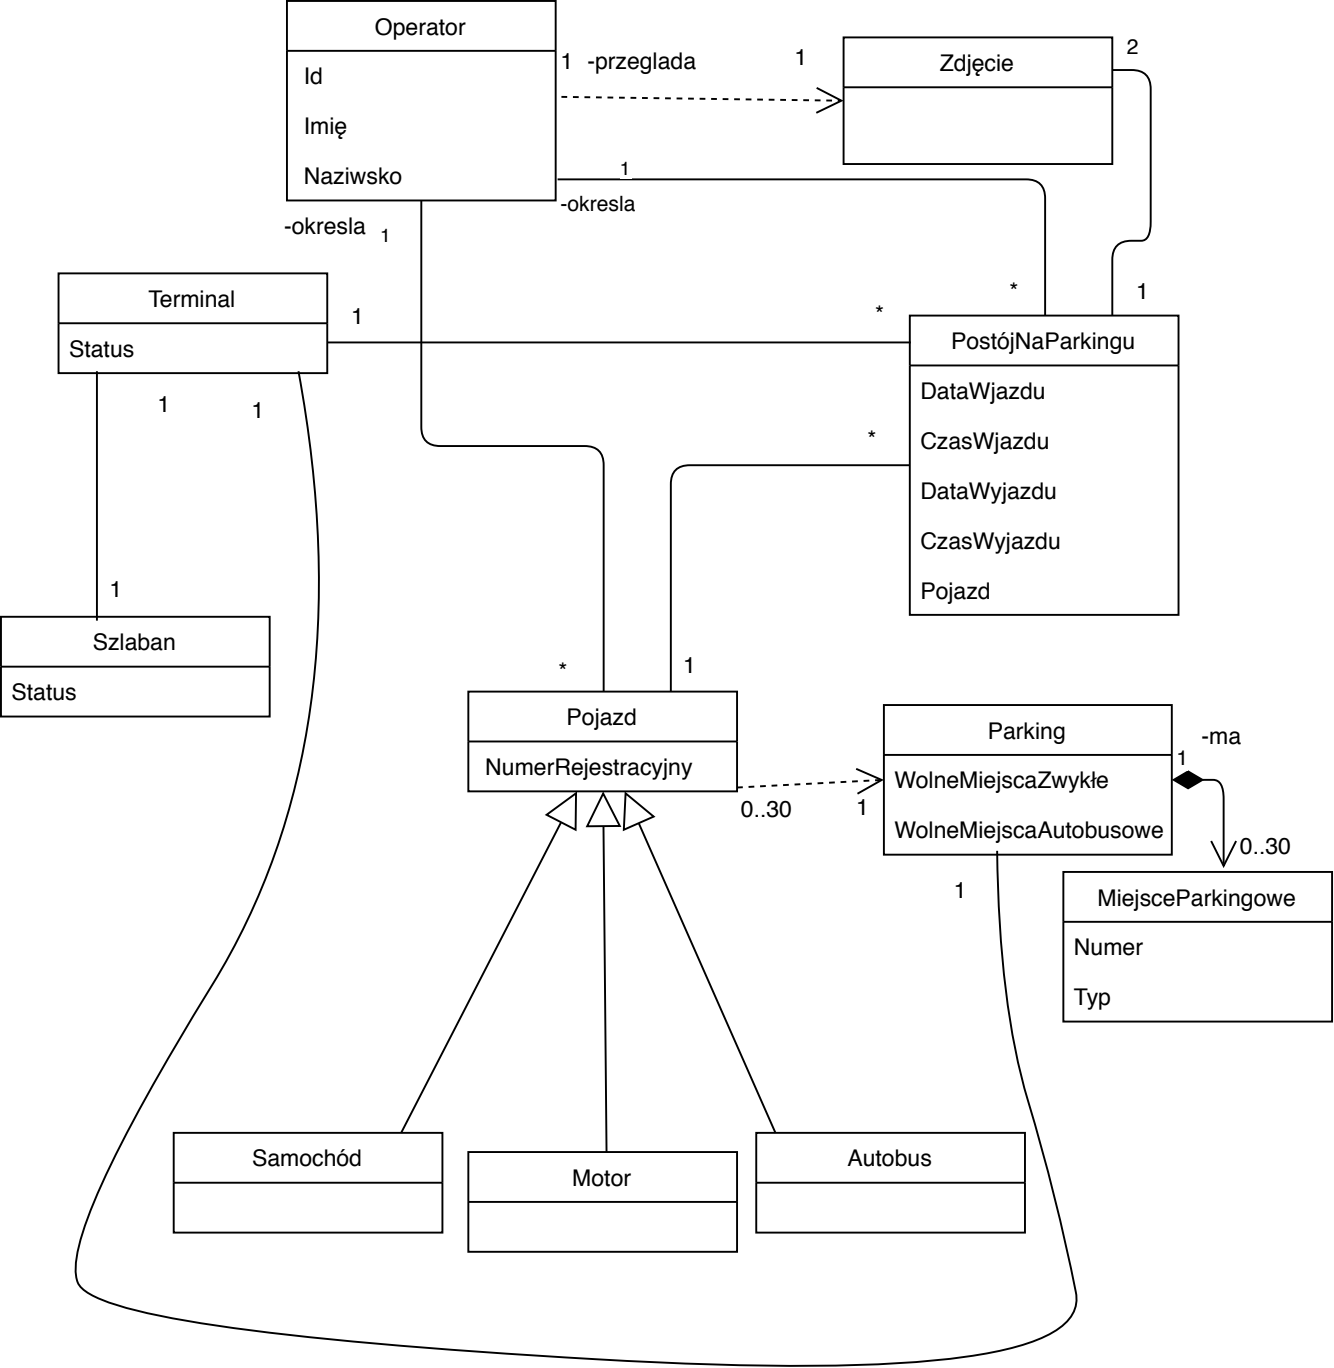 Operator
Id
Imię
Naziwsko
1 -przeglada 1
Zdjęcie
2
1
-okresla
-okresla 1
*
1
Terminal
Status
1
*
PostójNaParkingu
DataWjazdu
CzasWjazdu
DataWyjazdu
CzasWyjazdu
Pojazd
1
1
*
1
Szlaban
Status
*
1
Pojazd
NumerRejestracyjny
0..30
1
Parking
WolneMiejscaZwykłe
WolneMiejscaAutobusowe
-ma
1
0..30
1
MiejsceParkingowe
Numer
Typ
Samochód
Motor
Autobus